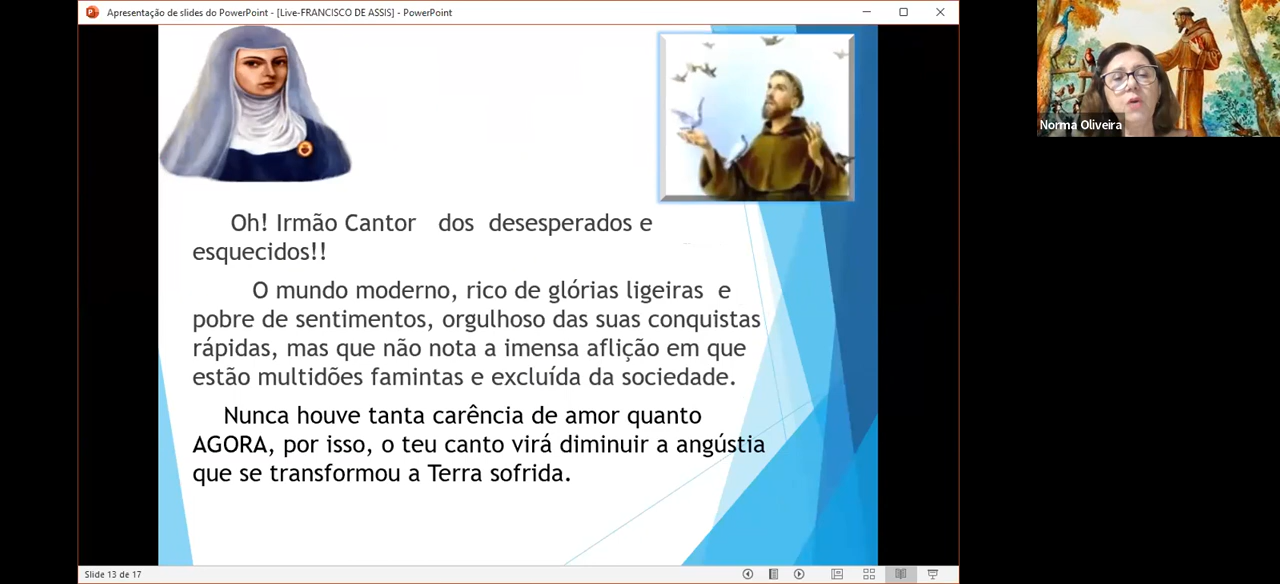 Apresentação de slides do PowerPoint - [Live-FRANCISCO DE ASSIS] - PowerPoint
Norma Oliveira
Oh! Irmão Cantor dos desesperados e
esquecidos!!
O mundo moderno, rico de glórias ligeiras e
pobre de sentimentos, orgulhoso das suas conquistas
rápidas, mas que não nota a imensa aflição em que
estão multidões famintas e excluída da sociedade.
Nunca houve tanta carência de amor quanto
AGORA, por isso, o teu canto virá diminuir a angústia
que se transformou a Terra sofrida.
Slide 13 de 17